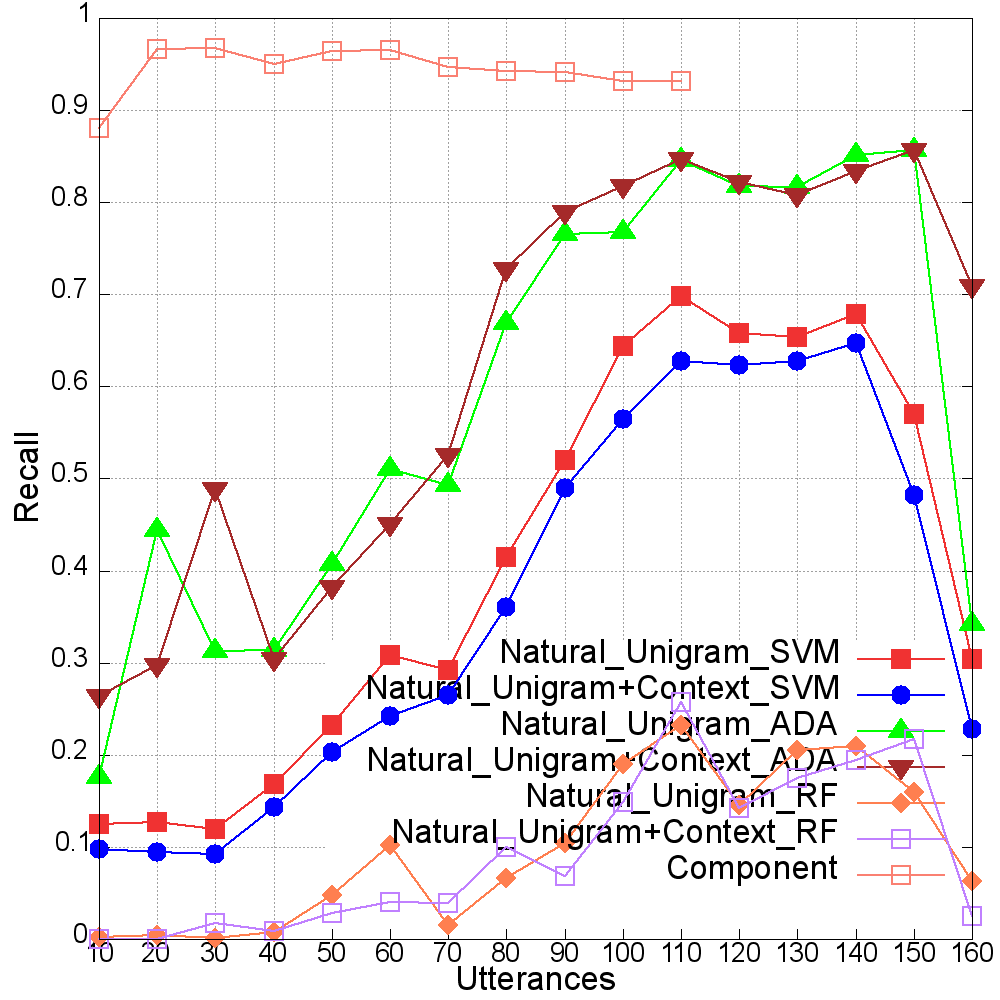 1
0.9
0.8
0.7
0.6
0.5
0.4
0.3
0.2
0.1
0
Recall
Natural_Unigram_SVM
Natural_Unigram+Context_SVM
Natural_Unigram_ADA
Natural_Unigram+Context_ADA
Natural_Unigram_RF
Natural_Unigram+Context_RF
Component
10 20 30 40 50 60 70 80 90 100 110 120 130 140 150 160
Utterances